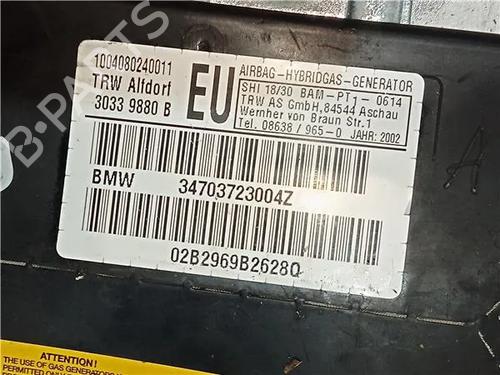 1004080240011
TRW Alfdorf
3033 9880 B
EU
AIRBAG-HYBRIDGAS-GENERATOR
SHI 18/30 BAM-PT1-0614
TRW AS GmbH,84544 Aschau
Wernher von Braun Str.1
Tel. 08638/965-0 JAHR: 2002
BMW 34703723004Z
02B2969B2628Q
ATTENTION !
THE USE OF GAS GENERATORS
A